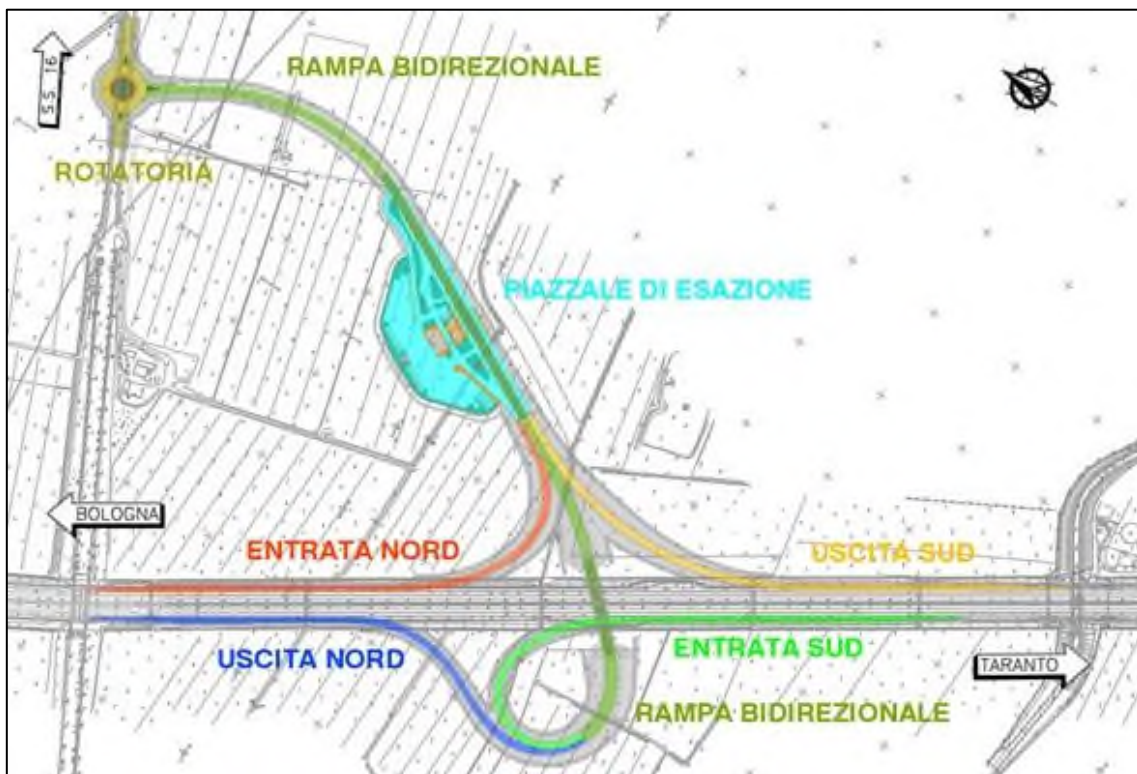 RAMPA BIDIREZIONALE
SS 16
ROTATORIA
PIAZZALE DI ESAZIONE
BOLOGNA
ENTRATA NORD
USCITA SUD
USCITA NORD
ENTRATA SUD
TARANTO
RAMPA BIDIREZIONALE